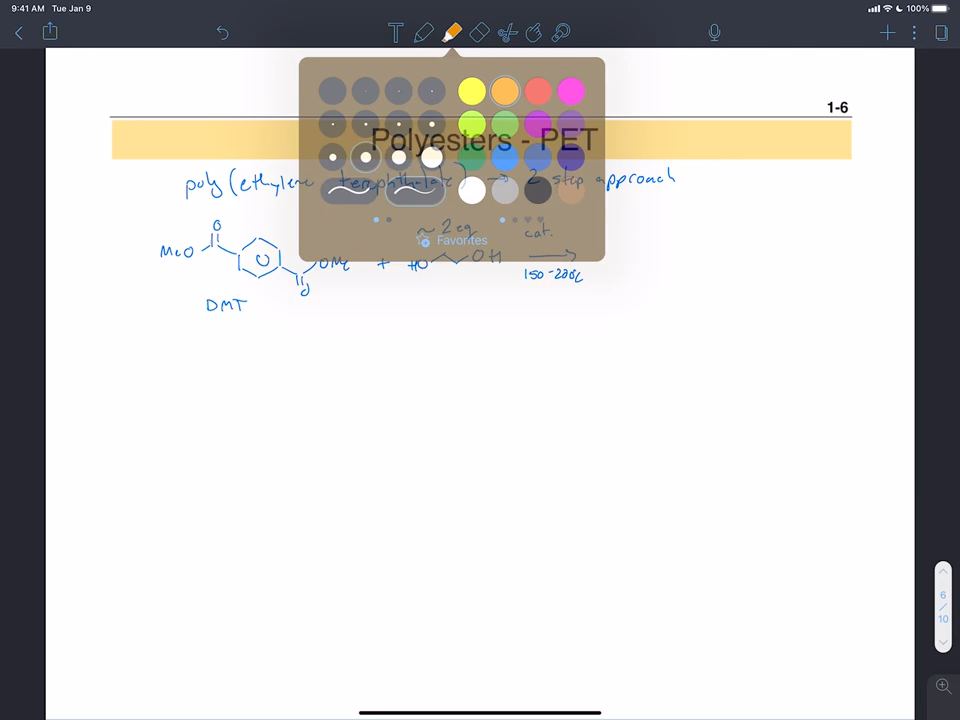 9:41 AM Tue Jan 9
100%
1-6
Polyesters - PET
poly(ethylene terephthalate) → 2 step approach
~ 2 eq
cat.
Favorites
O
MeO
OMe + HO OH
150-200°C
O
DMT
6
/
10